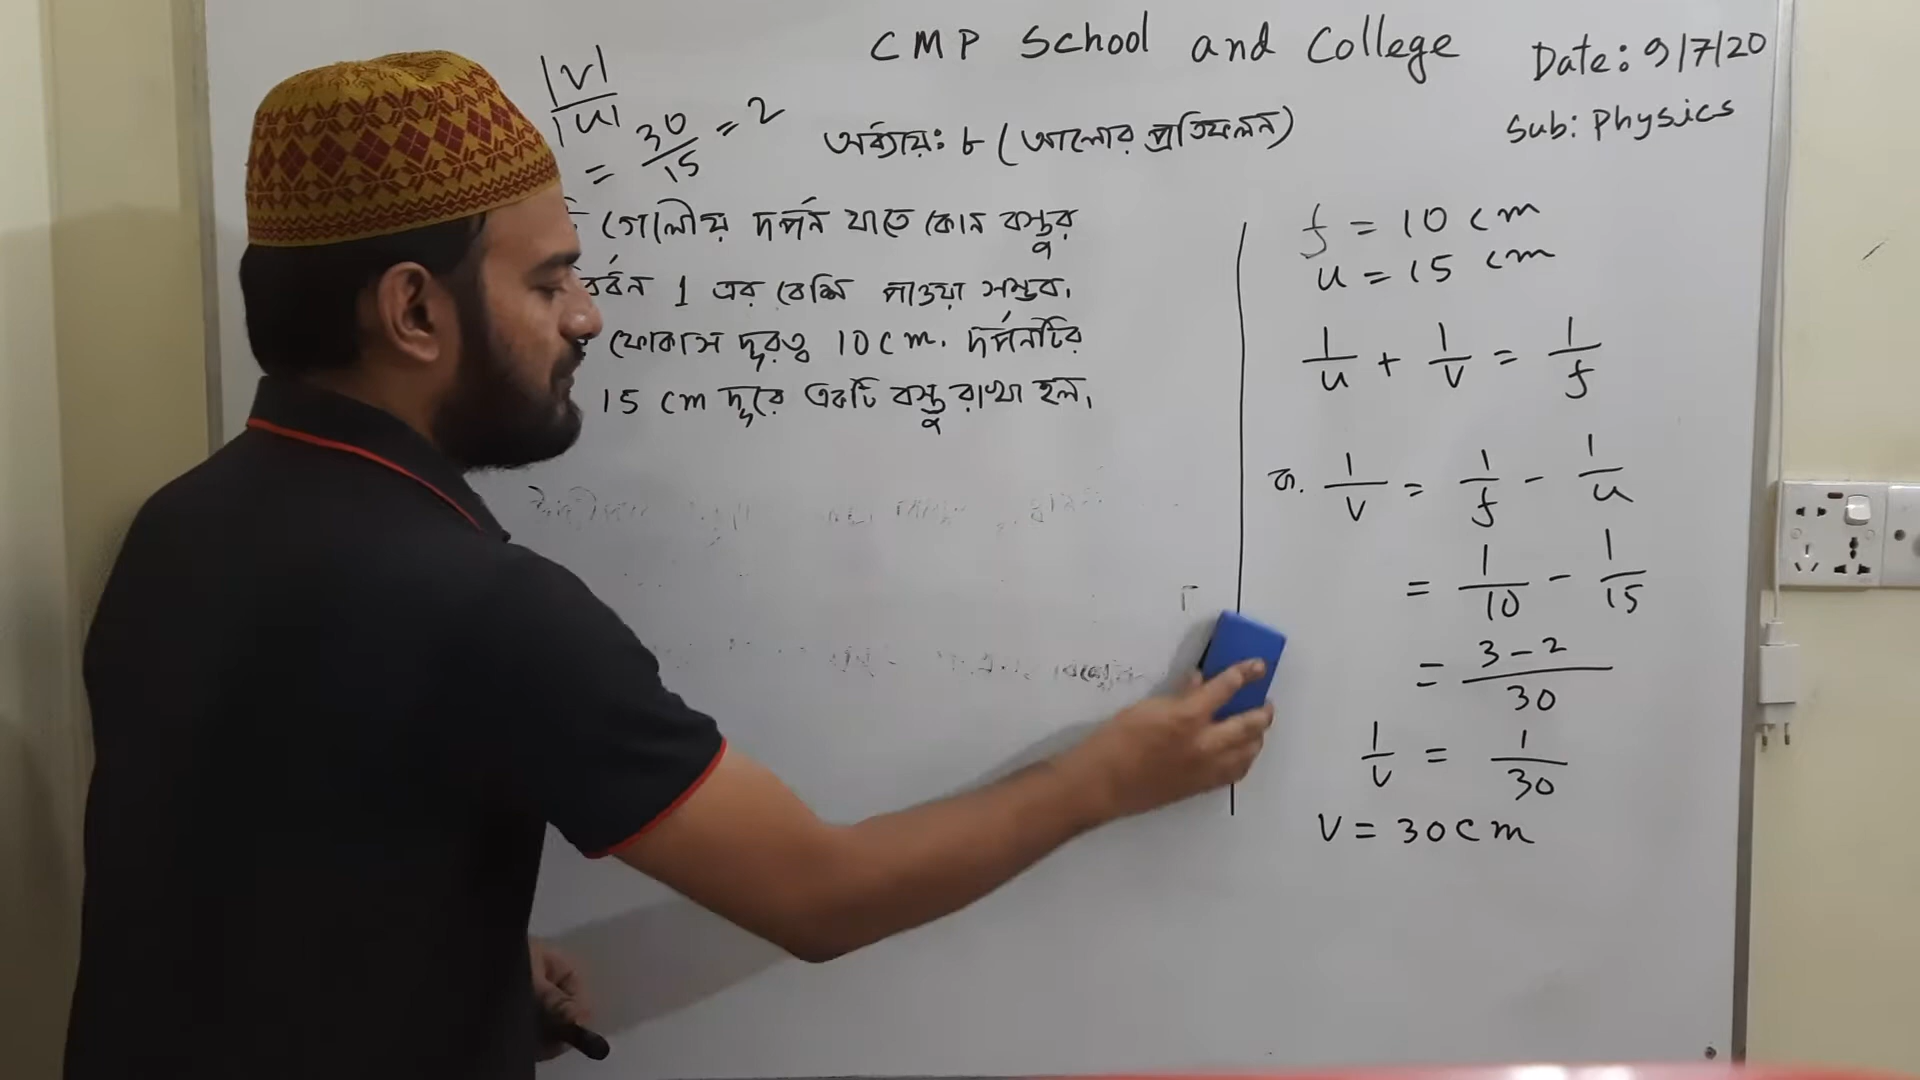 CMP School and College
Date: 9/7/20
Sub: Physics
অধ্যায়: ৮ (আলোর প্রতিফলন)
|v|
|u|
= 30/15 = 2
গোলীয় দর্পন যাতে কোন বস্তুর
1 এর বেশি পাওয়া সম্ভব।
ফোকাস দূরত্ব 10 cm. দর্পনটির
15 cm দূরে একটি বস্তু রাখা হল।
f = 10 cm
u = 15 cm
1/u + 1/v = 1/f
ক. 1/v = 1/f - 1/u
= 1/10 - 1/15
= 3-2/30
1/v = 1/30
v = 30 cm